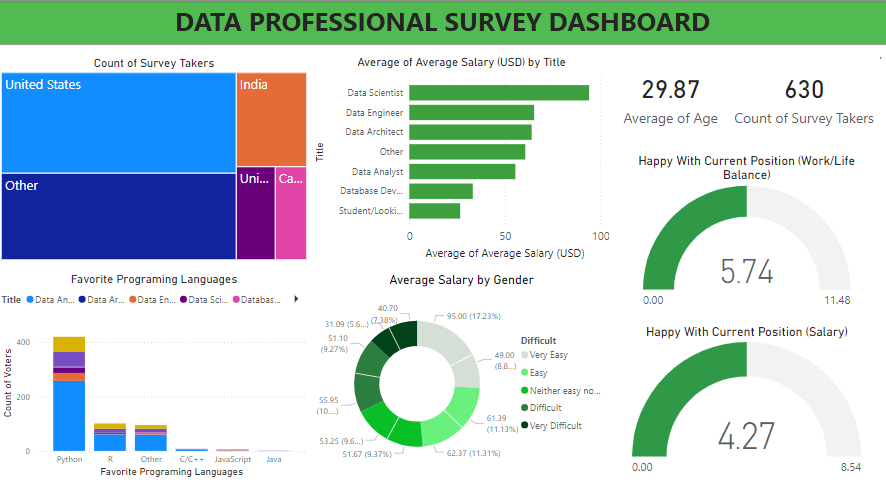 DATA PROFESSIONAL SURVEY DASHBOARD
Count of Survey Takers
United States
India
Other
Uni...
Ca...
Average of Average Salary (USD) by Title
Title
Data Scientist
Data Engineer
Data Architect
Other
Data Analyst
Database Dev...
Student/Looki...
0
50
100
Average of Average Salary (USD)
29.87
Average of Age
630
Count of Survey Takers
Happy With Current Position (Work/Life
Balance)
5.74
0.00
11.48
Favorite Programing Languages
Title
Data An...
Data Ar...
Data En...
Data Sci...
Databas...
Count of Voters
400
200
0
Python
R
Other
C/C++
JavaScript
Java
Favorite Programing Languages
Average Salary by Gender
95.00 (17.23%)
49.00
(8.8...)
61.39
(11.13%)
62.37 (11.31%)
51.67 (9.37%)
53.25 (9.6...)
55.95
(10....)
51.10
(9.27%)
31.09 (5.6...)
40.70
(7.38%)
Difficult
Very Easy
Easy
Neither easy no...
Difficult
Very Difficult
Happy With Current Position (Salary)
4.27
0.00
8.54